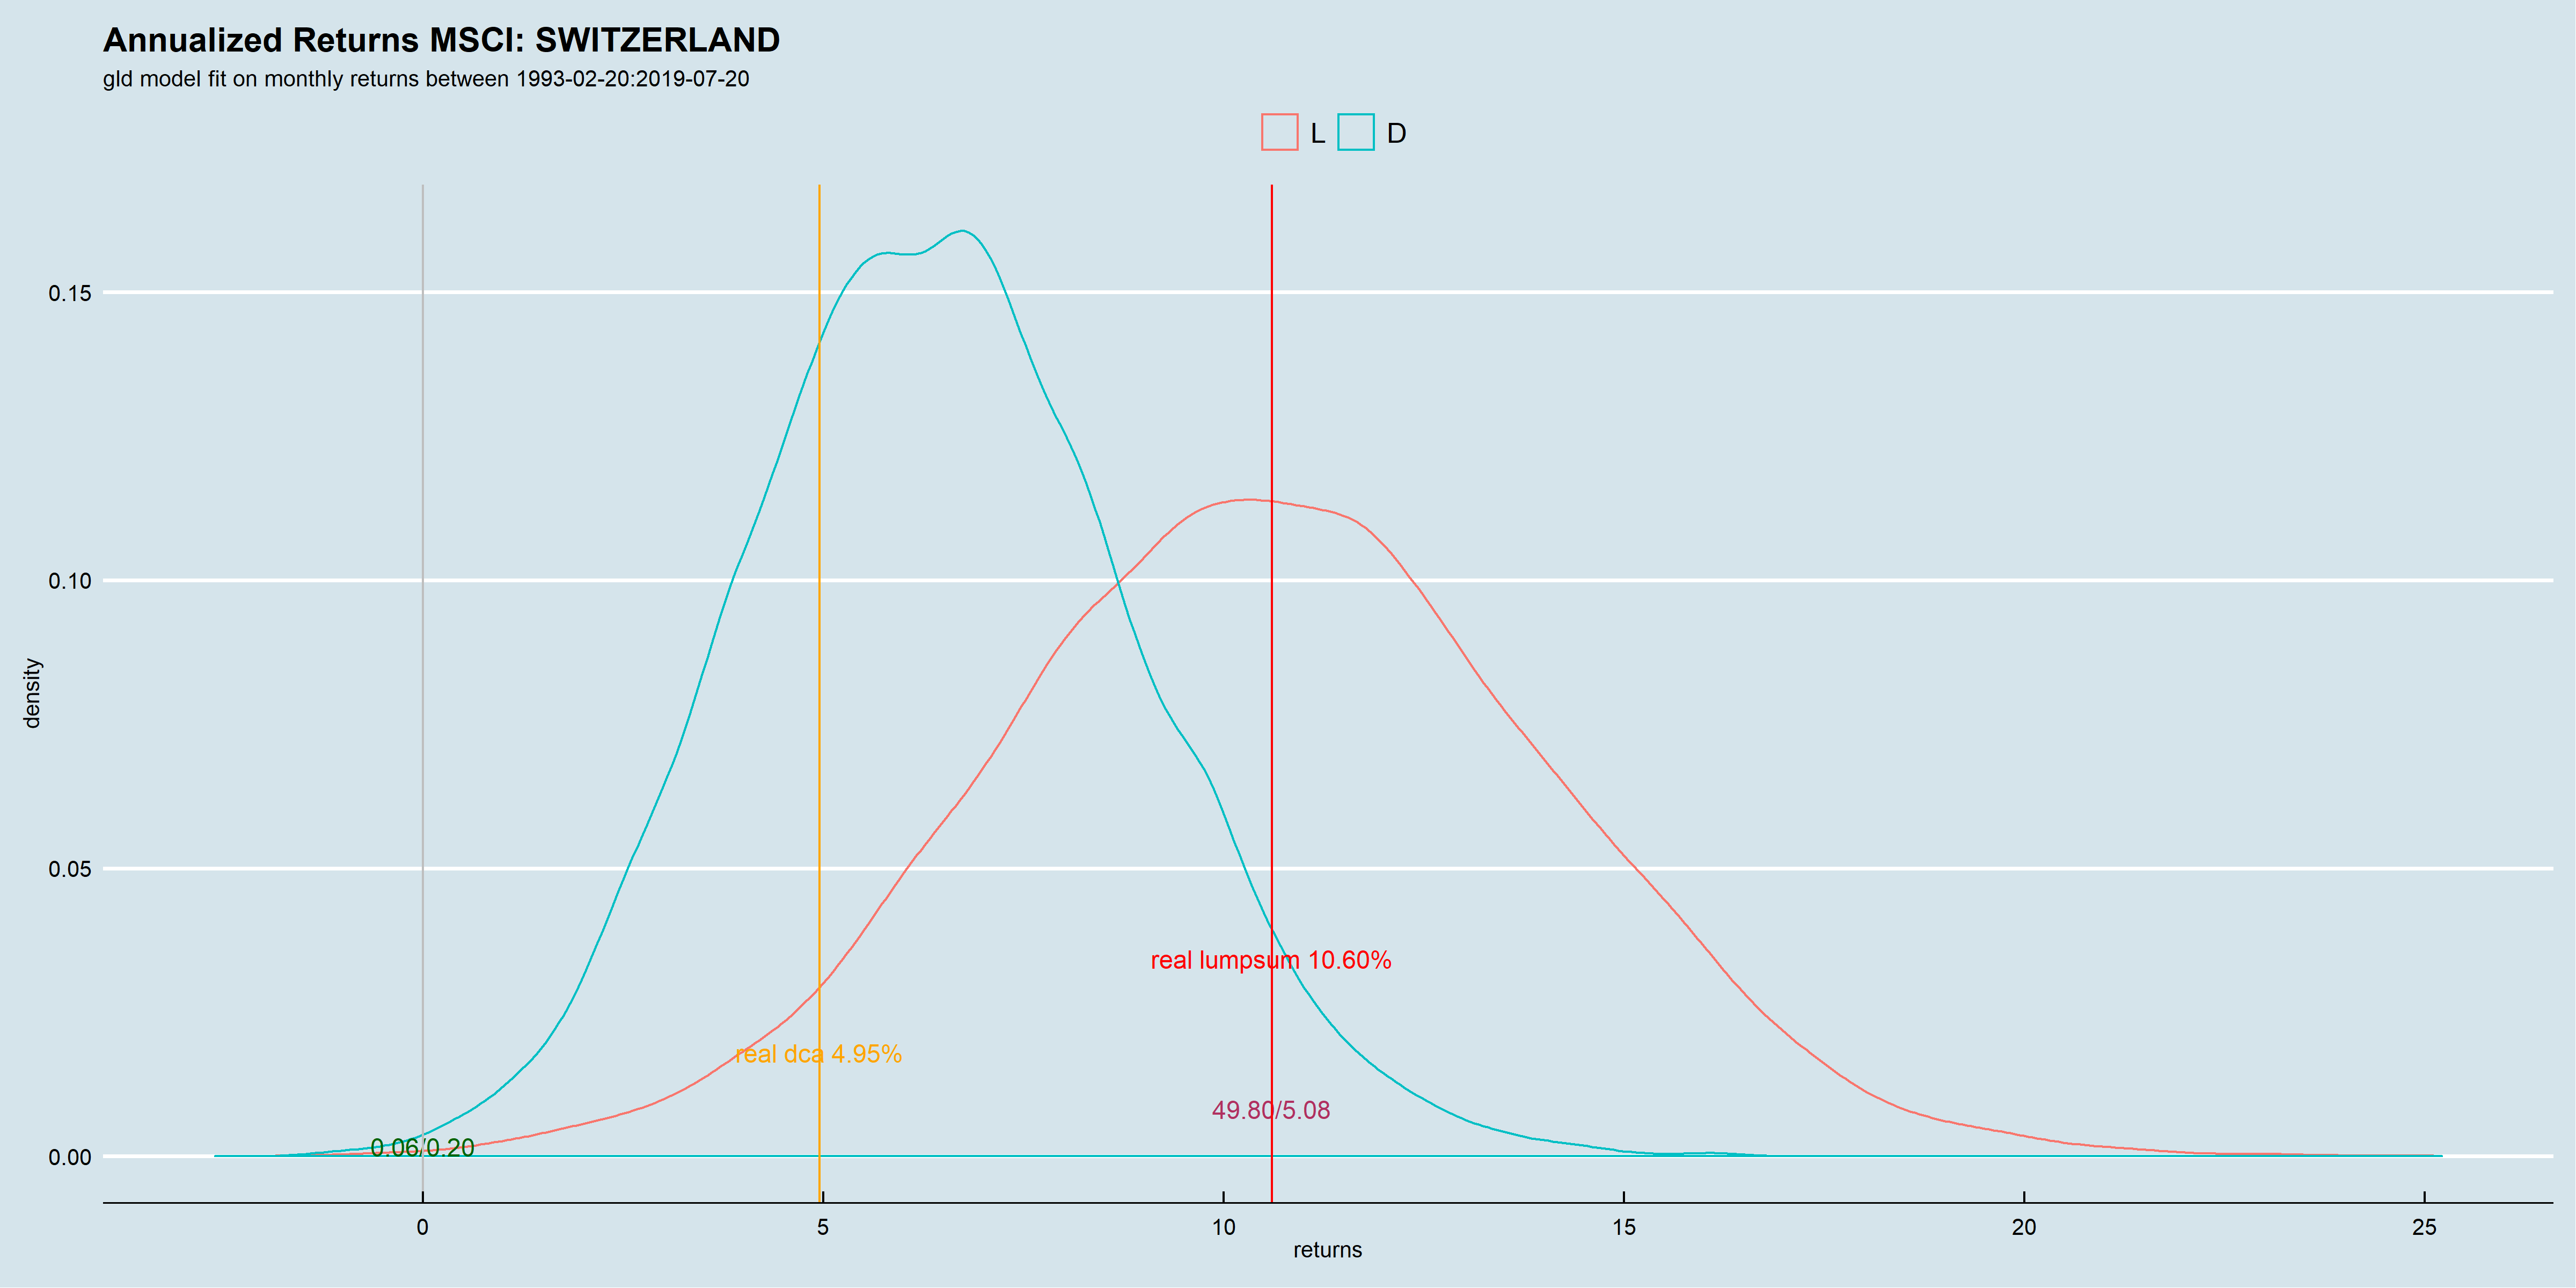 Annualized Returns MSCI: SWITZERLAND
gld model fit on monthly returns between 1993-02-20:2019-07-20
L D
0.15
0.10
density
0.05
real lumpsum 10.60%
real dca 4.95%
49.80/5.08
0.06/0.20
0.00
0 5 10 15 20 25
returns